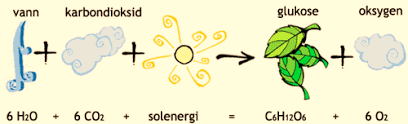 vann karbondioksid glukose oksygen
6 H2O + 6 CO2 + solenergi = C6H12O6 + 6 O2